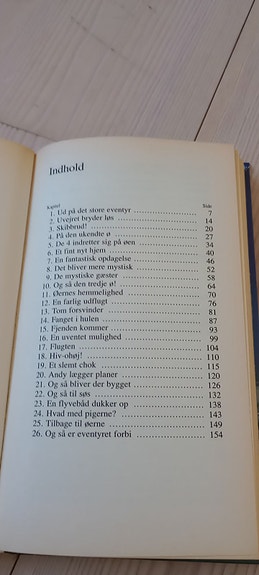 Indhold
Kapitel Side
1. Ud på det store eventyr ................ 7
2. Uvejret bryder løs ................ 14
3. Skibbrud! ................ 20
4. På den ukendte ø ................ 27
5. De 4 indretter sig på øen ................ 34
6. Et fint nyt hjem ................ 40
7. En fantastisk opdagelse ................ 46
8. Det bliver mere mystisk ................ 52
9. De mystiske gæster ................ 58
10. Og så den tredje ø! ................ 64
11. Øernes hemmelighed ................ 70
12. En farlig udflugt ................ 76
13. Tom forsvinder ................ 81
14. Fanget i hulen ................ 87
15. Fjenden kommer ................ 93
16. En uventet mulighed ................ 99
17. Flugten ................ 104
18. Hiv-ohøj! ................ 110
19. Et slemt chok ................ 115
20. Andy lægger planer ................ 120
21. Og så bliver der bygget ................ 126
22. Og så til søs ................ 132
23. En flyvebåd dukker op ................ 138
24. Hvad med pigerne? ................ 143
25. Tilbage til øerne ................ 149
26. Og så er eventyret forbi ................ 154